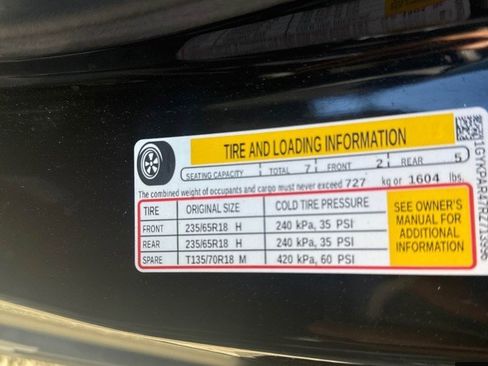 TIRE AND LOADING INFORMATION
SEATING CAPACITY TOTAL 7 FRONT 2 REAR 5
The combined weight of occupants and cargo must never exceed 727 kg or 1604 lbs.
TIRE ORIGINAL SIZE COLD TIRE PRESSURE
FRONT 235/65R18 H 240 kPa, 35 PSI
REAR 235/65R18 H 240 kPa, 35 PSI
SPARE T135/70R18 M 420 kPa, 60 PSI
SEE OWNER'S
MANUAL FOR
ADDITIONAL
INFORMATION
1GYKPAR47RZ713995